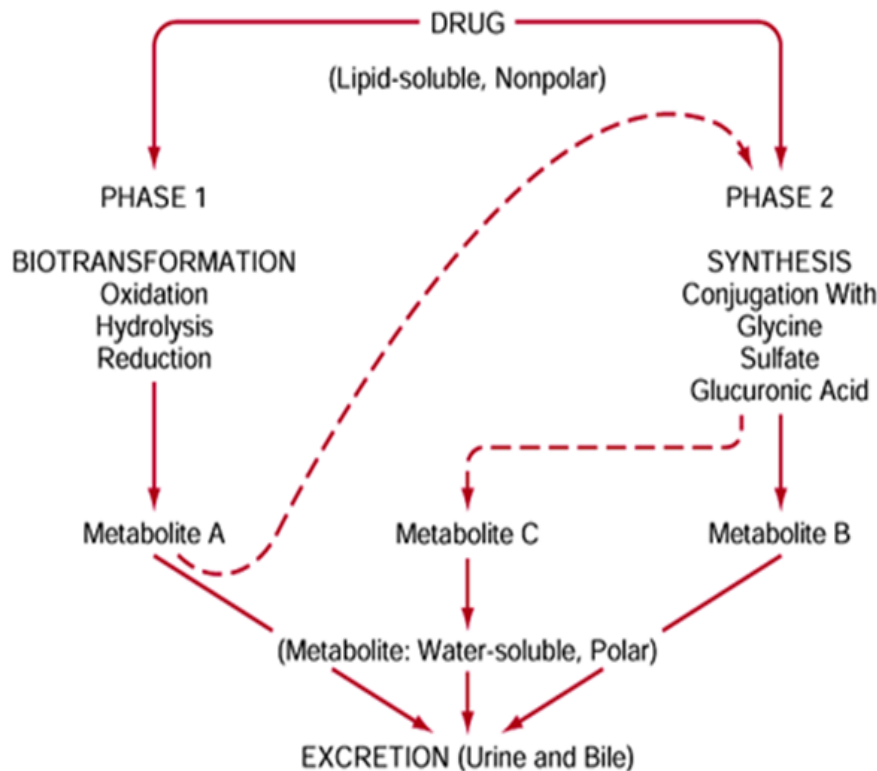 DRUG
(Lipid-soluble, Nonpolar)
PHASE 1
BIOTRANSFORMATION
Oxidation
Hydrolysis
Reduction
PHASE 2
SYNTHESIS
Conjugation With
Glycine
Sulfate
Glucuronic Acid
Metabolite A
Metabolite C
Metabolite B
(Metabolite: Water-soluble, Polar)
EXCRETION (Urine and Bile)